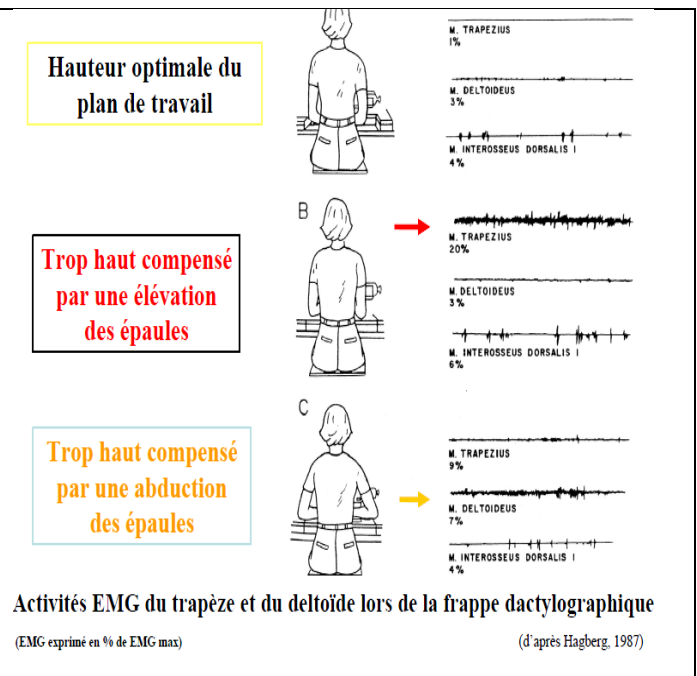 Hauteur optimale du
plan de travail
M. TRAPEZIUS
1%
M. DELTOIDEUS
3%
M. INTEROSSEUS DORSALIS I
4%
Trop haut compensé
par une élévation
des épaules
B
M. TRAPEZIUS
20%
M. DELTOIDEUS
3%
M. INTEROSSEUS DORSALIS I
6%
Trop haut compensé
par une abduction
des épaules
C
M. TRAPEZIUS
9%
M. DELTOIDEUS
7%
M. INTEROSSEUS DORSALIS I
4%
Activités EMG du trapèze et du deltoïde lors de la frappe dactylographique
(EMG exprimé en % de EMG max)
(d'après Hagberg, 1987)